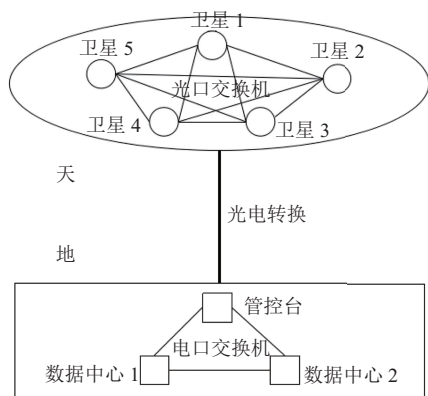 卫星 1
卫星 5
卫星 2
光口交换机
卫星 4
卫星 3
天
光电转换
地
管控台
电口交换机
数据中心 1
数据中心 2